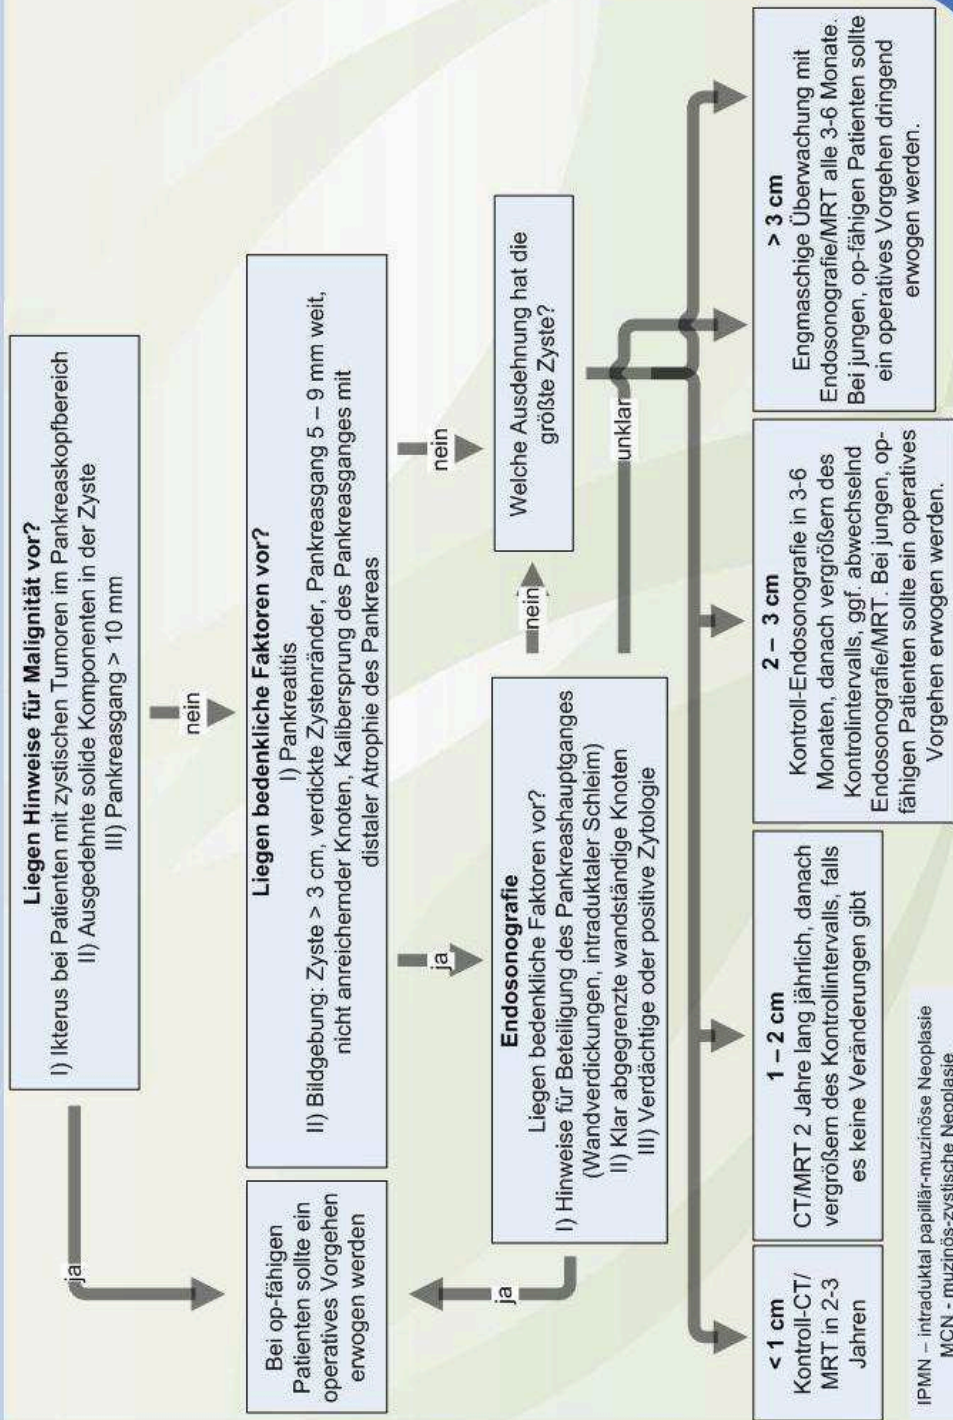 Liegen Hinweise für Malignität vor?
I) Ikterus bei Patienten mit zystischen Tumoren im Pankreaskopfbereich
II) Ausgedehnte solide Komponenten in der Zyste
III) Pankreasgang > 10 mm
ja
nein
Bei op-fähigen
Patienten sollte ein
operatives Vorgehen
erwogen werden
Liegen bedenkliche Faktoren vor?
I) Pankreatitis
II) Bildgebung: Zyste > 3 cm, verdickte Zystenränder, Pankreasgang 5 – 9 mm weit,
nicht anreichernder Knoten, Kalibersprung des Pankreasganges mit
distaler Atrophie des Pankreas
ja
nein
ja
Endosonografie
Liegen bedenkliche Faktoren vor?
I) Hinweise für Beteiligung des Pankreashauptganges
(Wandverdickungen, intraduktaler Schleim)
II) Klar abgegrenzte wandständige Knoten
III) Verdächtige oder positive Zytologie
nein
Welche Ausdehnung hat die
größte Zyste?
unklar
< 1 cm
Kontroll-CT/
MRT in 2-3
Jahren
1 – 2 cm
CT/MRT 2 Jahre lang jährlich, danach
vergrößern des Kontrollintervalls, falls
es keine Veränderungen gibt
2 – 3 cm
Kontroll-Endosonografie in 3-6
Monaten, danach vergrößern des
Kontrollintervalls, ggf. abwechselnd
Endosonografie/MRT. Bei jungen, op-
fähigen Patienten sollte ein operatives
Vorgehen erwogen werden.
> 3 cm
Engmaschige Überwachung mit
Endosonografie/MRT alle 3-6 Monate.
Bei jungen, op-fähigen Patienten sollte
ein operatives Vorgehen dringend
erwogen werden.
IPMN – intraduktal papillär-muzinöse Neoplasie
MCN - muzinös-zystische Neoplasie